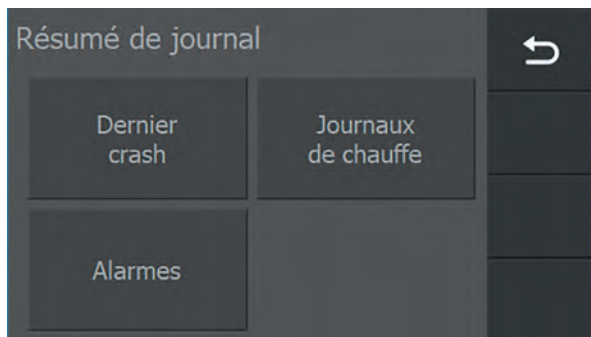 Résumé de journal
Dernier
crash
Journaux
de chauffe
Alarmes